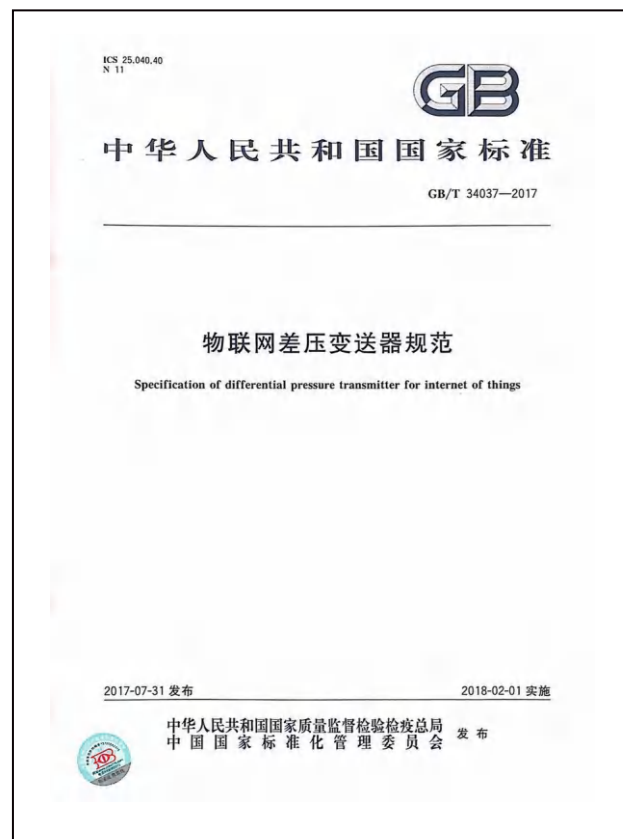 ICS 25.040.40
N 11
GB
中华人民共和国国家标准
GB/T 34037—2017
物联网差压变送器规范
Specification of differential pressure transmitter for internet of things
2017-07-31 发布
2018-02-01 实施
中华人民共和国国家质量监督检验检疫总局
中国国家标准化管理委员会
发布